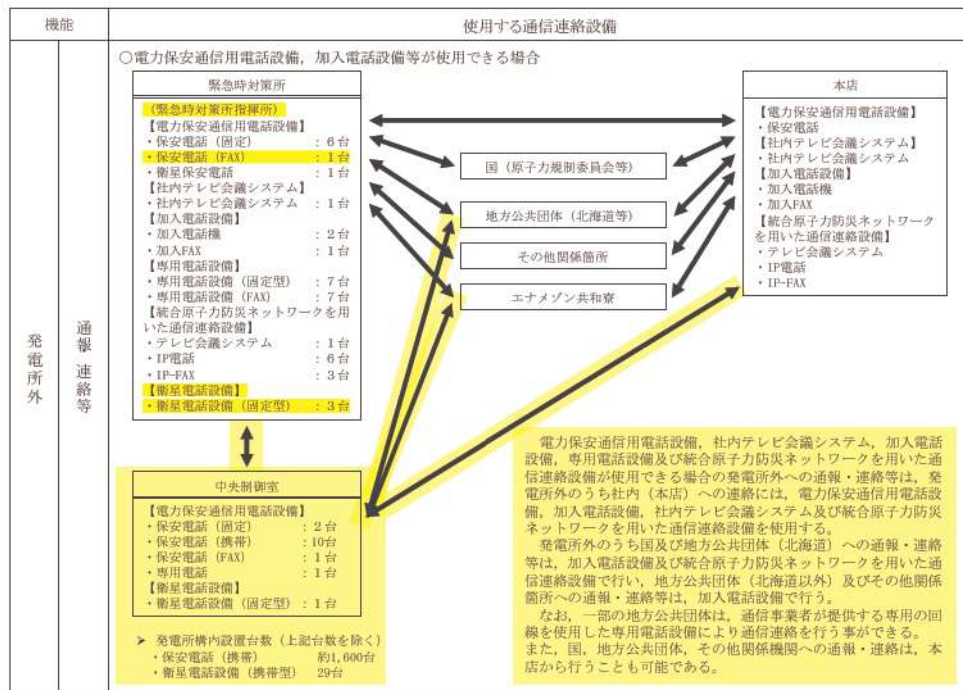 機能
使用する通信連絡設備
発電所外
通報連絡等
○電力保安通信用電話設備，加入電話設備等が使用できる場合
緊急時対策所
（緊急時対策所指揮所）
【電力保安通信用電話設備】
・保安電話（固定） ：6台
・保安電話（FAX） ：1台
・衛星保安電話 ：1台
【社内テレビ会議システム】
・社内テレビ会議システム ：1台
【加入電話設備】
・加入電話機 ：2台
・加入FAX ：1台
【専用電話設備】
・専用電話設備（固定型）：7台
・専用電話設備（FAX） ：7台
【統合原子力防災ネットワークを用
いた通信連絡設備】
・テレビ会議システム ：1台
・IP電話 ：6台
・IP-FAX ：3台
【衛星電話設備】
・衛星電話設備（固定型） ：3台
国（原子力規制委員会等）
地方公共団体（北海道等）
その他関係箇所
エナメゾン共和寮
本店
【電力保安通信用電話設備】
・保安電話
【社内テレビ会議システム】
・社内テレビ会議システム
【加入電話設備】
・加入電話機
・加入FAX
【統合原子力防災ネットワーク
を用いた通信連絡設備】
・テレビ会議システム
・IP電話
・IP-FAX
中央制御室
【電力保安通信用電話設備】
・保安電話（固定） ：2台
・保安電話（携帯） ：10台
・保安電話（FAX） ：1台
・専用電話 ：1台
【衛星電話設備】
・衛星電話設備（固定型）：1台
➤ 発電所構内設置台数（上記台数を除く）
・保安電話（携帯） 約1,600台
・衛星電話設備（携帯型） 29台
電力保安通信用電話設備，社内テレビ会議システム，加入電話
設備，専用電話設備及び統合原子力防災ネットワークを用いた通
信連絡設備が使用できる場合の発電所外への通報・連絡等は，発
電所外のうち社内（本店）への連絡には，電力保安通信用電話設
備，加入電話設備，社内テレビ会議システム及び統合原子力防災
ネットワークを用いた通信連絡設備を使用する。
発電所外のうち国及び地方公共団体（北海道）への通報・連絡
等は，加入電話設備及び統合原子力防災ネットワークを用いた通
信連絡設備で行い，地方公共団体（北海道以外）及びその他関係
箇所への通報・連絡等は，加入電話設備で行う。
なお，一部の地方公共団体は，通信事業者が提供する専用の回
線を使用した専用電話設備により通信連絡を行う事ができる。
また，国，地方公共団体，その他関係機関への通報・連絡は，本
店から行うことも可能である。